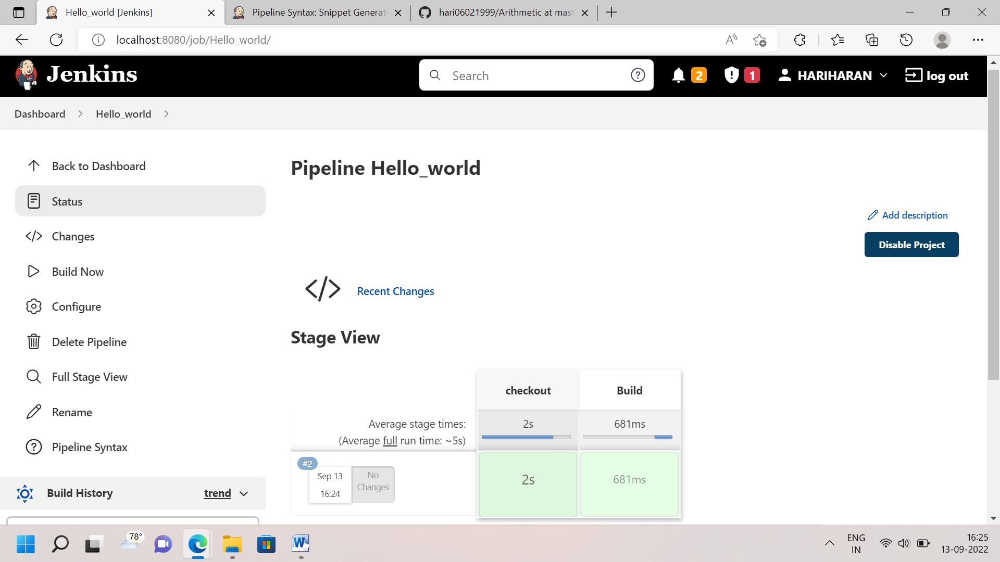 Hello_world [Jenkins]
Pipeline Syntax: Snippet Generat
hari06021999/Arithmetic at mast
localhost:8080/job/Hello_world/
Jenkins
Search
2
1
HARIHARAN
log out
Dashboard
Hello_world
Back to Dashboard
Status
Changes
Build Now
Configure
Delete Pipeline
Full Stage View
Rename
Pipeline Syntax
Build History
trend
Pipeline Hello_world
Add description
Disable Project
Recent Changes
Stage View
checkout
Build
Average stage times:
(Average full run time: ~5s)
2s
681ms
#2
Sep 13
16:24
No
Changes
2s
681ms
78°
ENG
IN
16:25
13-09-2022